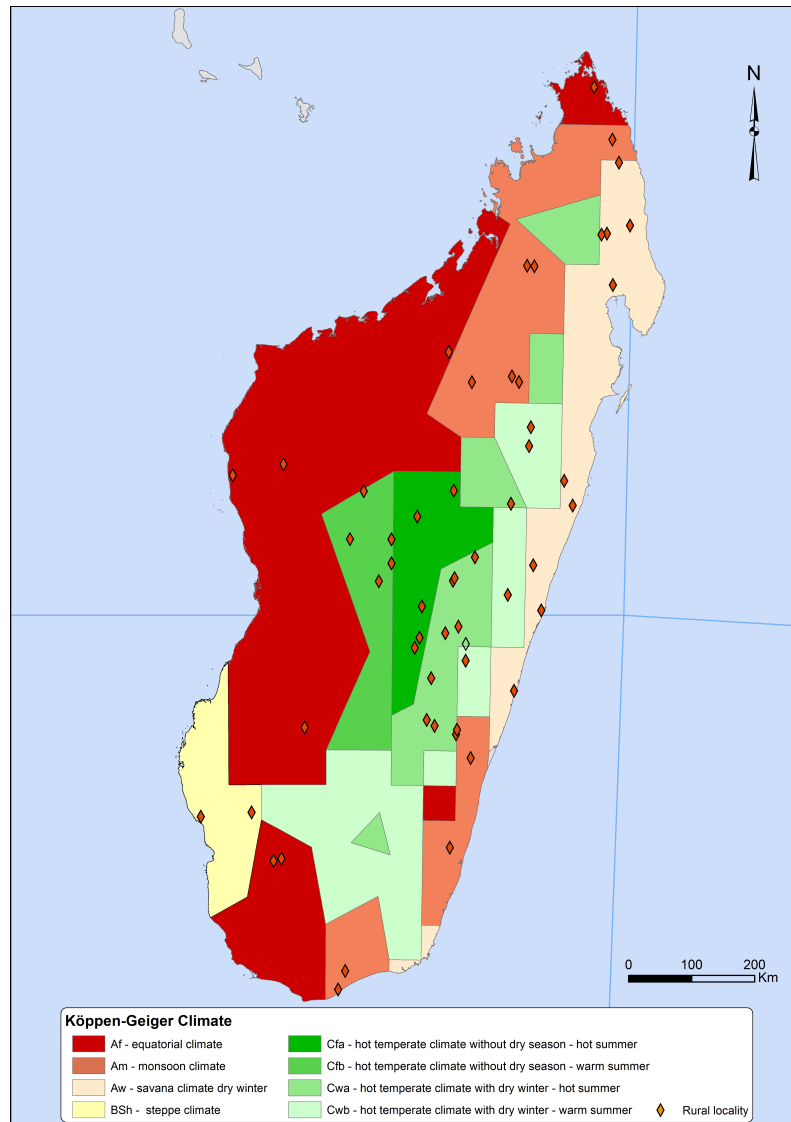 N
0 100 200
Km
Köppen-Geiger Climate
Af - equatorial climate
Am - monsoon climate
Aw - savana climate dry winter
BSh - steppe climate
Cfa - hot temperate climate without dry season - hot summer
Cfb - hot temperate climate without dry season - warm summer
Cwa - hot temperate climate with dry winter - hot summer
Cwb - hot temperate climate with dry winter - warm summer
Rural locality